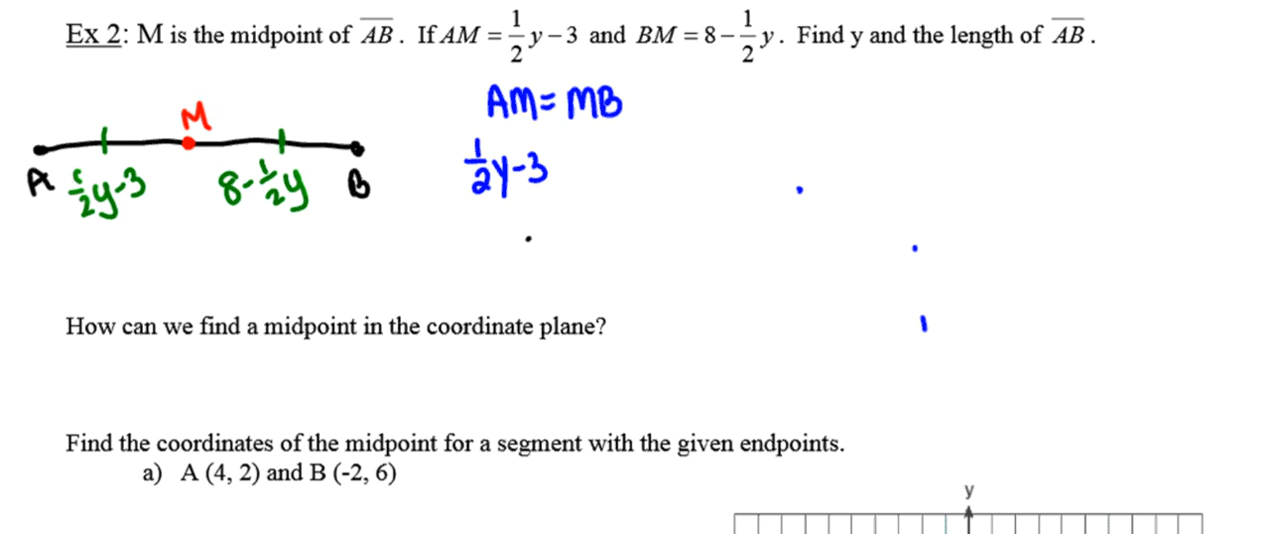 Ex 2: M is the midpoint of AB. If AM = 1/2 y − 3 and BM = 8 − 1/2 y. Find y and the length of AB.
AM = MB
M
1/2 y-3
A 1/2 y-3 8-1/2 y B
How can we find a midpoint in the coordinate plane?
Find the coordinates of the midpoint for a segment with the given endpoints.
a) A (4, 2) and B (-2, 6)
y